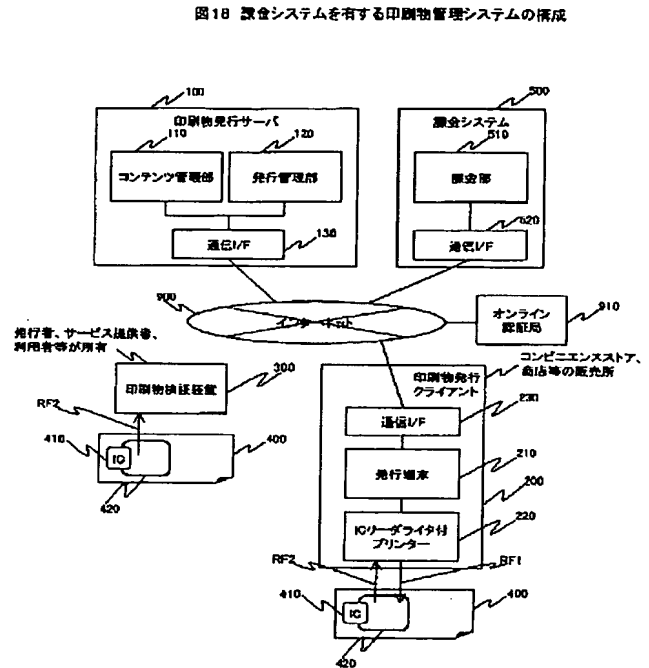 図18 課金システムを有する印刷物管理システムの構成
100
印刷物発行サーバ
110
120
コンテンツ管理部
発行管理部
通信I/F
130
500
課金システム
510
課金部
520
通信I/F
900
インターネット
オンライン
認証局
910
発行者、サービス提供者、
利用者等が所有
印刷物検証装置
300
RF2
410
IC
400
420
コンビニエンスストア、
商店等の販売所
印刷物発行
クライアント
230
通信I/F
発行端末
210
200
ICリーダライタ付
プリンター
220
RF2
RF1
410
IC
400
420